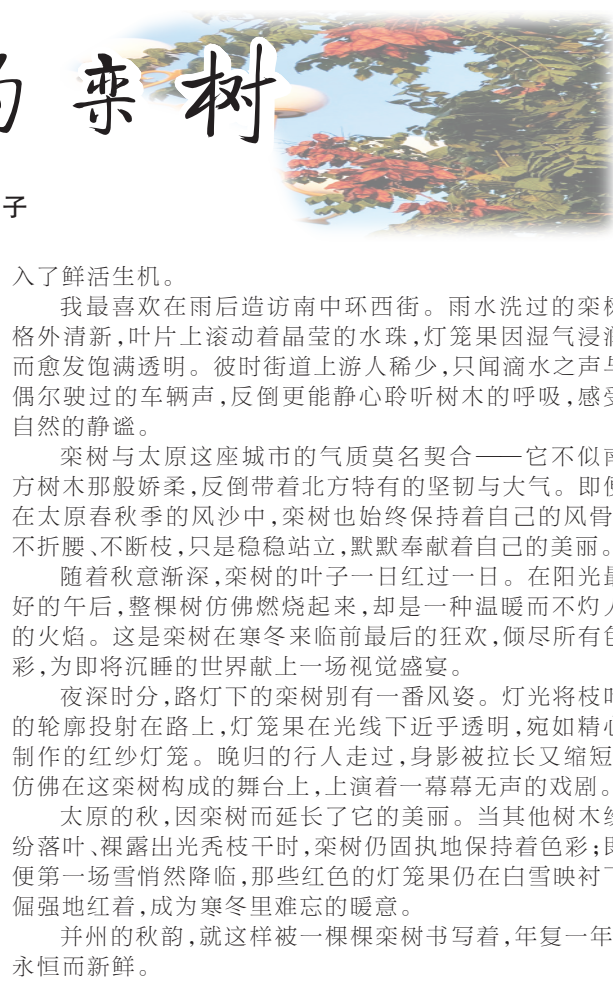 栾树
子
入了鲜活生机。
我最喜欢在雨后造访南中环西街。雨水洗过的栾
格外清新,叶片上滚动着晶莹的水珠,灯笼果因湿气浸
而愈发饱满透明。彼时街道上游人稀少,只闻滴水之声
偶尔驶过的车辆声,反倒更能静心聆听树木的呼吸,感
自然的静谧。
栾树与太原这座城市的气质莫名契合——它不似
方树木那般娇柔,反倒带着北方特有的坚韧与大气。即
在太原春秋季的风沙中,栾树也始终保持着自己的风骨
不折腰、不断枝,只是稳稳站立,默默奉献着自己的美丽。
随着秋意渐深,栾树的叶子一日红过一日。在阳光
好的午后,整棵树仿佛燃烧起来,却是一种温暖而不灼
的火焰。这是栾树在寒冬来临前最后的狂欢,倾尽所有
彩,为即将沉睡的世界献上一场视觉盛宴。
夜深时分,路灯下的栾树别有一番风姿。灯光将枝
的轮廓投射在路上,灯笼果在光线下近乎透明,宛如精
制作的红纱灯笼。晚归的行人走过,身影被拉长又缩短
仿佛在这栾树构成的舞台上,上演着一幕幕无声的戏剧。
太原的秋,因栾树而延长了它的美丽。当其他树木
纷落叶、裸露出光秃枝干时,栾树仍固执地保持着色彩;
便第一场雪悄然降临,那些红色的灯笼果仍在白雪映衬
倔强地红着,成为寒冬里难忘的暖意。
并州的秋韵,就这样被一棵棵栾树书写着,年复一年
永恒而新鲜。